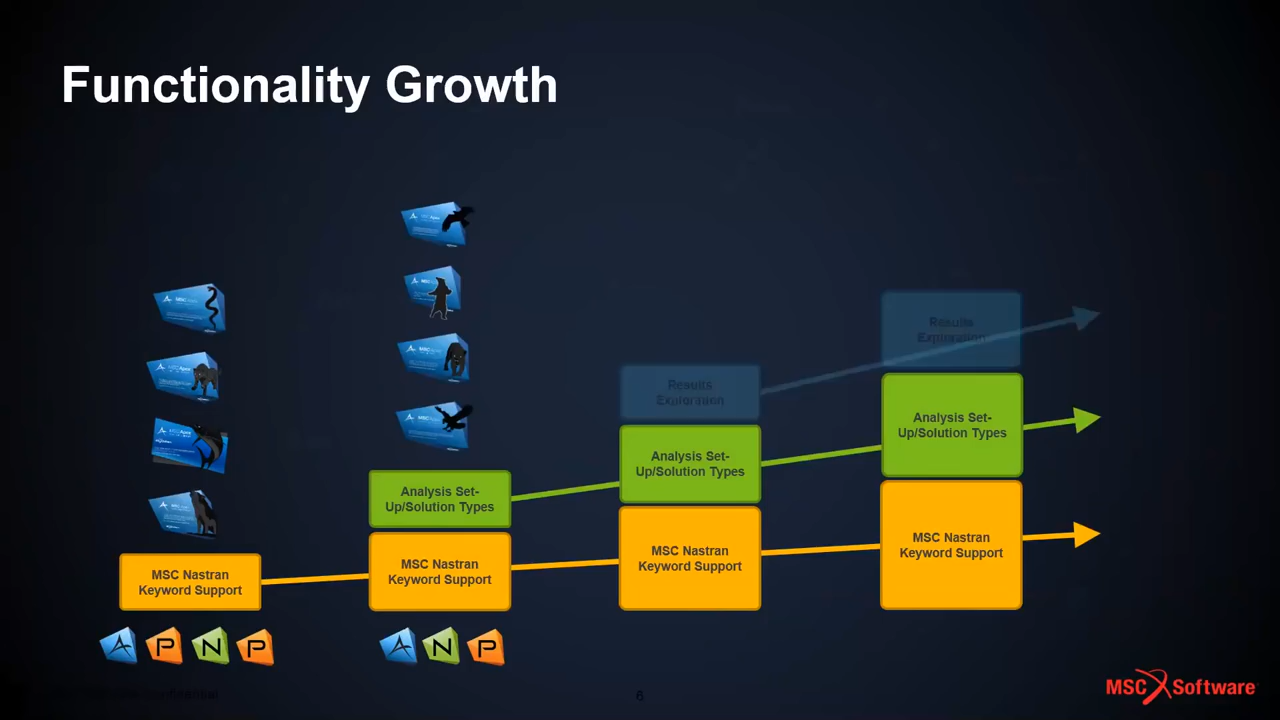 Functionality Growth
Results
Exploration
Results
Exploration
Analysis Set-
Up/Solution Types
Analysis Set-
Up/Solution Types
Analysis Set-
Up/Solution Types
MSC Nastran
Keyword Support
MSC Nastran
Keyword Support
MSC Nastran
Keyword Support
MSC Nastran
Keyword Support
P N P
N P
6
MSC Software